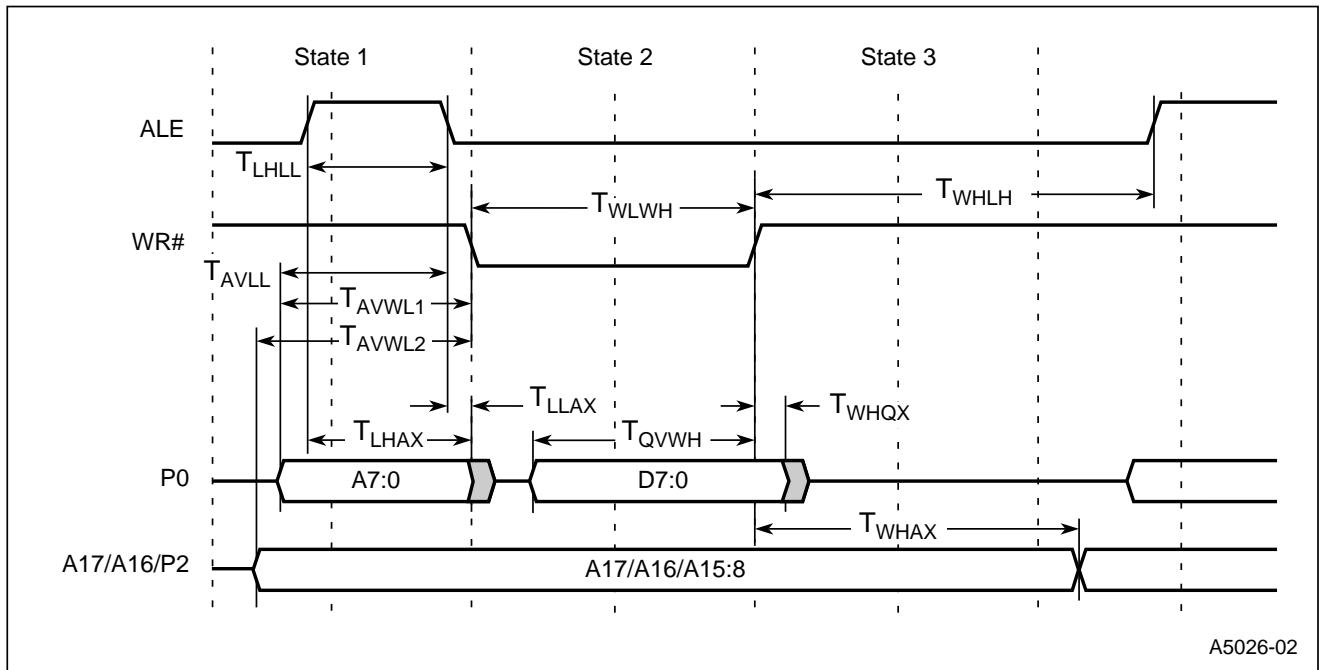 State 1 State 2 State 3
ALE
TLHLL
TWHLH
TWLWH
WR#
TAVLL
TAVWL1
TAVWL2
TLLAX TWHQX
TLHAX TQVWH
P0 A7:0 D7:0
TWHAX
A17/A16/P2 A17/A16/A15:8
A5026-02